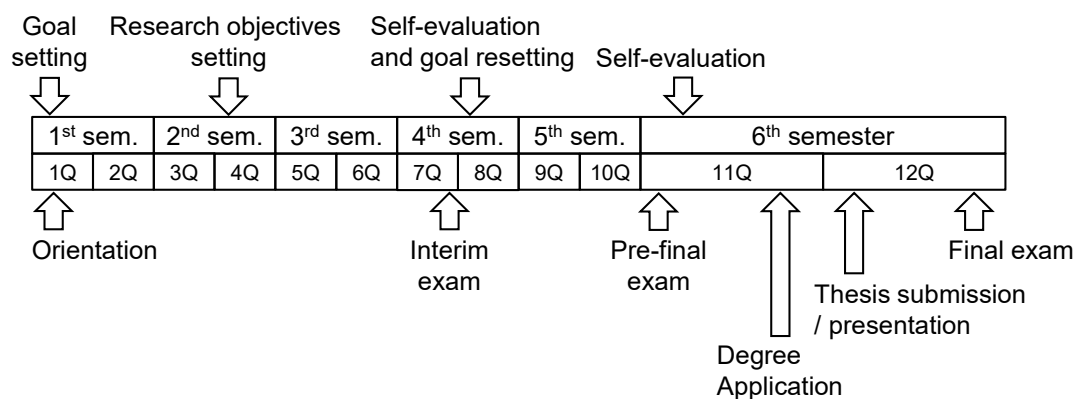 Goal
setting
Research objectives
setting
Self-evaluation
and goal resetting
Self-evaluation
1st sem.
2nd sem.
3rd sem.
4th sem.
5th sem.
6th semester
1Q
2Q
3Q
4Q
5Q
6Q
7Q
8Q
9Q
10Q
11Q
12Q
Orientation
Interim
exam
Pre-final
exam
Final exam
Thesis submission
/ presentation
Degree
Application